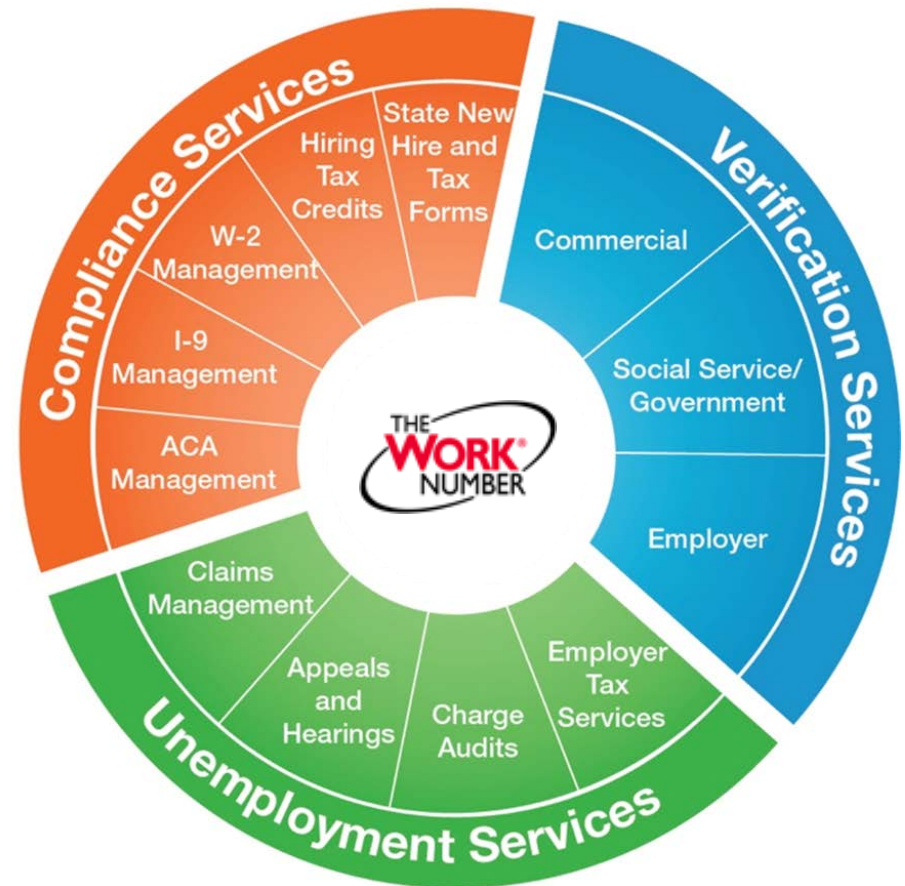 Compliance Services
State New
Hire and
Tax
Forms
Hiring
Tax
Credits
W-2
Management
I-9
Management
ACA
Management
Verification Services
Commercial
Social Service/
Government
Employer
THE
WORK®
NUMBER
Unemployment Services
Claims
Management
Appeals
and
Hearings
Charge
Audits
Employer
Tax
Services